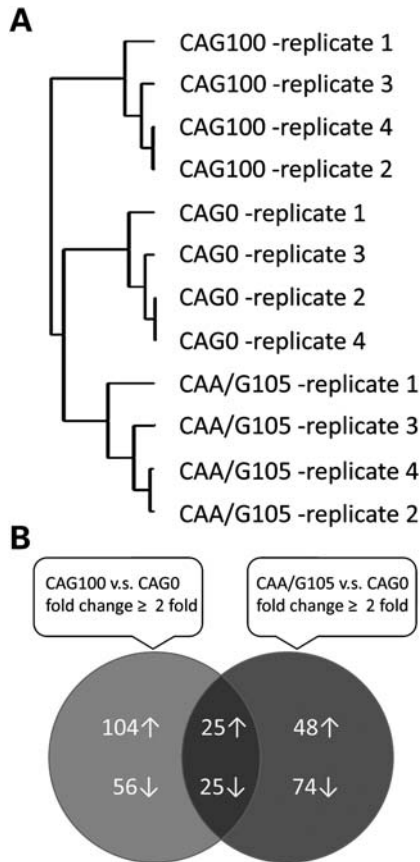 A
CAG100 -replicate 1
CAG100 -replicate 3
CAG100 -replicate 4
CAG100 -replicate 2
CAG0 -replicate 1
CAG0 -replicate 3
CAG0 -replicate 2
CAG0 -replicate 4
CAA/G105 -replicate 1
CAA/G105 -replicate 3
CAA/G105 -replicate 4
CAA/G105 -replicate 2
B
CAG100 v.s. CAG0
fold change ≥ 2 fold
CAA/G105 v.s. CAG0
fold change ≥ 2 fold
104↑ 25↑ 48↑
56↓ 25↓ 74↓